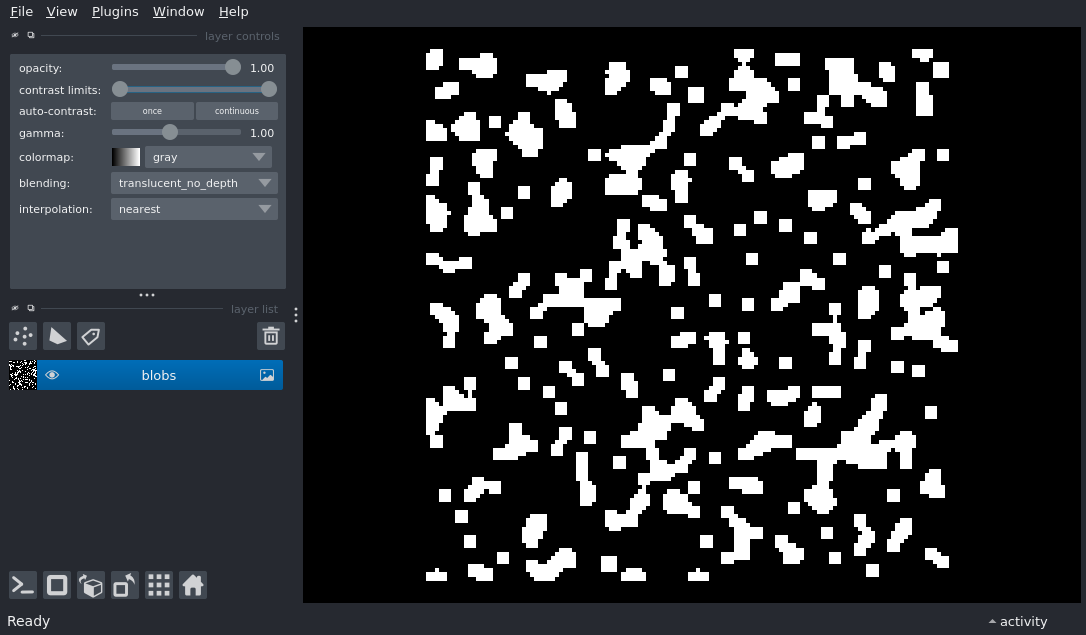 File View Plugins Window Help
layer controls
opacity: 1.00
contrast limits:
auto-contrast: once continuous
gamma: 1.00
colormap: gray
blending: translucent_no_depth
interpolation: nearest
layer list
blobs
Ready activity